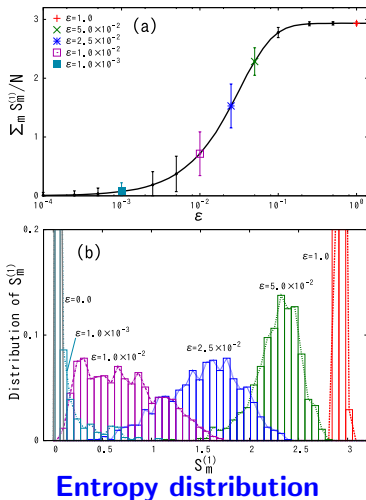 (a)
ε=1.0
ε=5.0×10⁻²
ε=2.5×10⁻²
ε=1.0×10⁻²
ε=1.0×10⁻³
Σₘ Sₘ⁽¹⁾/N
3
2
1
0
10⁻⁴ 10⁻³ 10⁻² 10⁻¹ 10⁰
ε
(b)
Distribution of Sₘ⁽¹⁾
0.2
0.1
0
ε=0.0
ε=1.0×10⁻³
ε=1.0×10⁻²
ε=2.5×10⁻²
ε=5.0×10⁻²
ε=1.0
0 0.5 1 1.5 2 2.5 3
Sₘ⁽¹⁾
Entropy distribution